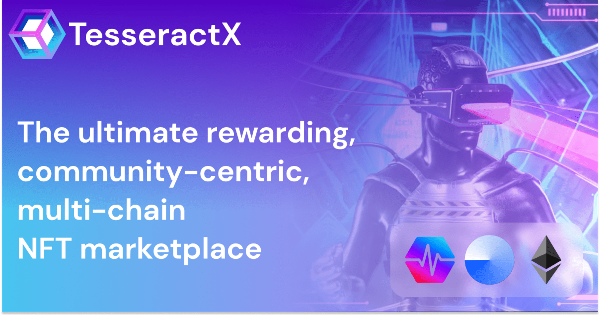 TesseractX
The ultimate rewarding,
community-centric,
multi-chain
NFT marketplace